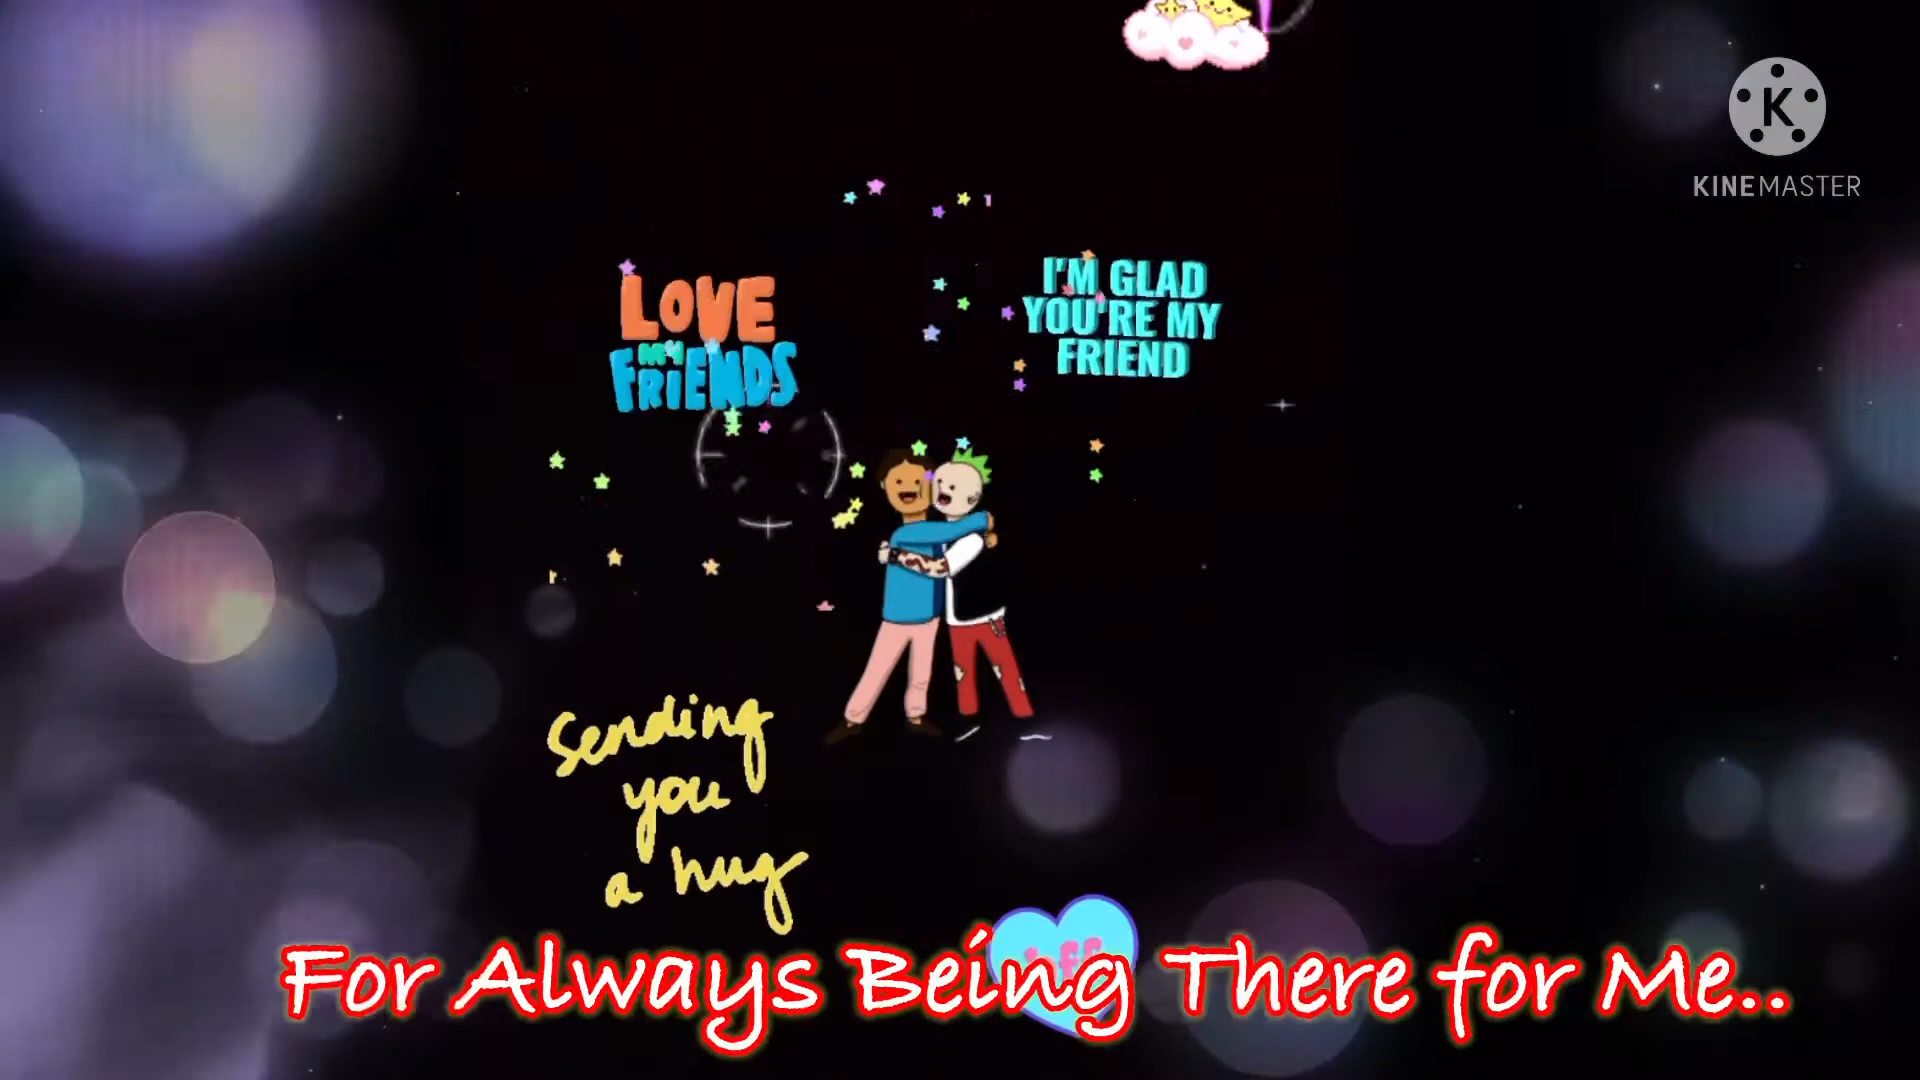 K
KINEMASTER
LOVE
MY
FRIENDS
I'M GLAD
YOU'RE MY
FRIEND
Sending
you
a hug
For Always Being There for Me..